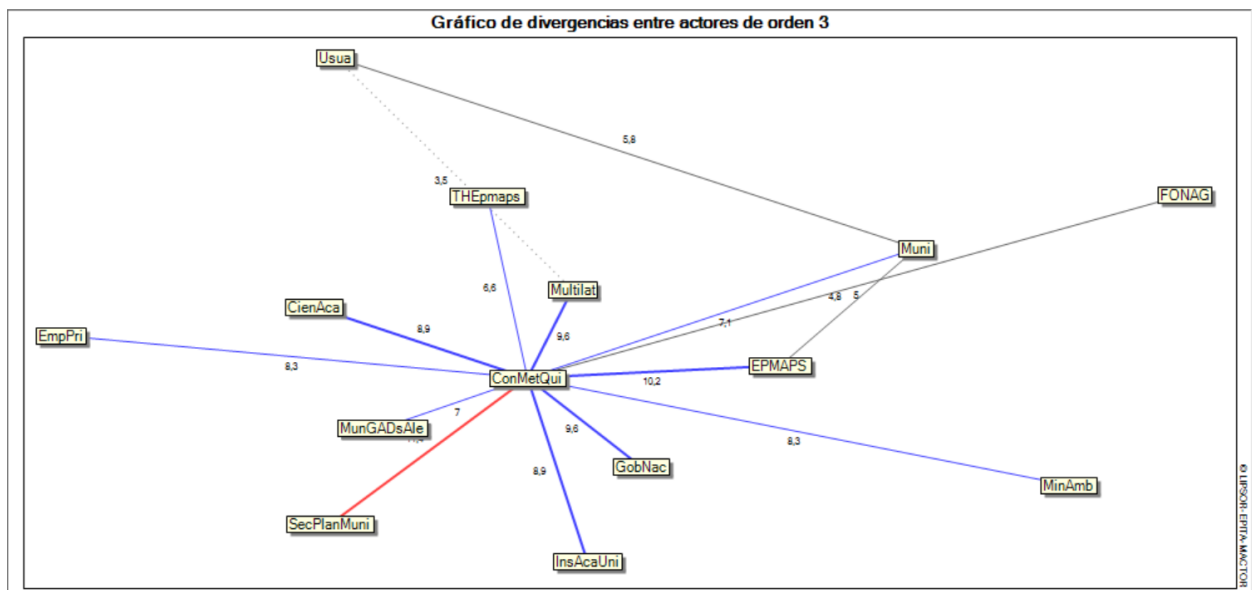 Gráfico de divergencias entre actores de orden 3
Usua
5,8
3,5
THEpmaps
FONAG
Muni
6,6
Multilat
4,8
5
CienAca
7,1
8,9
9,6
EmpPri
8,3
EPMAPS
ConMetQui
10,2
7
MunGADsAle
9,6
8,3
8,9
GobNac
MinAmb
SecPlanMuni
InsAcaUni
© LIPSOR-EPITA-MACTOR